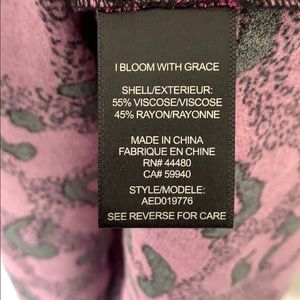 I BLOOM WITH GRACE
SHELL/EXTERIEUR:
55% VISCOSE/VISCOSE
45% RAYON/RAYONNE
MADE IN CHINA
FABRIQUE EN CHINE
RN# 44480
CA# 59940
STYLE/MODELE:
AED019776
SEE REVERSE FOR CARE